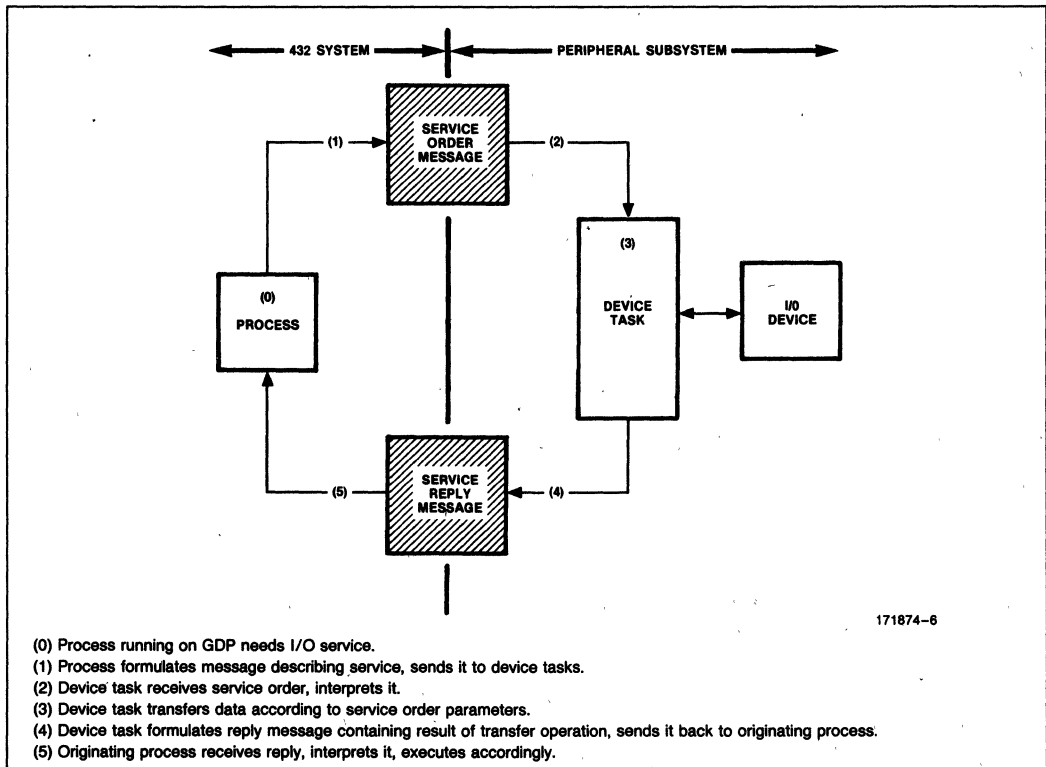 432 SYSTEM
PERIPHERAL SUBSYSTEM
SERVICE
ORDER
MESSAGE
(1)
(2)
(0)
PROCESS
(3)
DEVICE
TASK
I/0
DEVICE
SERVICE
REPLY
MESSAGE
(5)
(4)
171874–6
(0) Process running on GDP needs I/O service.
(1) Process formulates message describing service, sends it to device tasks.
(2) Device task receives service order, interprets it.
(3) Device task transfers data according to service order parameters.
(4) Device task formulates reply message containing result of transfer operation, sends it back to originating process.
(5) Originating process receives reply, interprets it, executes accordingly.